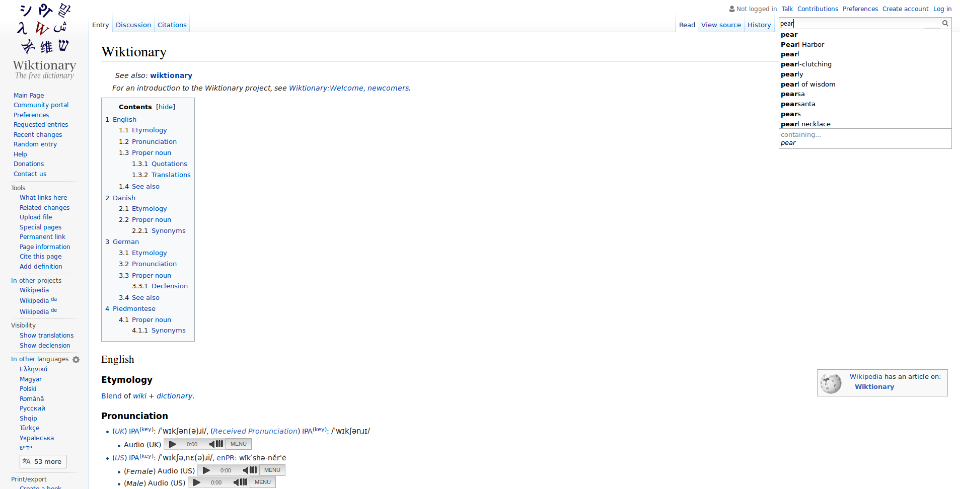 Not logged in Talk Contributions Preferences Create account Log in
Entry Discussion Citations Read View source History pear
pear
Pearl Harbor
pearl
pearl-clutching
pearly
pearl of wisdom
pearsa
pearsanta
pears
pearl necklace
containing...
pear
Wiktionary
The free dictionary
Main Page
Community portal
Preferences
Requested entries
Recent changes
Random entry
Help
Donations
Contact us
Tools
What links here
Related changes
Upload file
Special pages
Permanent link
Page information
Cite this page
Add definition
In other projects
Wikipedia
Wikipedia de
Wikipedia de
Visibility
Show translations
Show declension
In other languages
Ελληνικά
Magyar
Polski
Română
Русский
Shqip
Türkçe
Українська
ייִדיש
53 more
Print/export
Create a book
Wiktionary
See also: wiktionary
For an introduction to the Wiktionary project, see Wiktionary:Welcome, newcomers.
Contents [hide]
1 English
1.1 Etymology
1.2 Pronunciation
1.3 Proper noun
1.3.1 Quotations
1.3.2 Translations
1.4 See also
2 Danish
2.1 Etymology
2.2 Proper noun
2.2.1 Synonyms
3 German
3.1 Etymology
3.2 Pronunciation
3.3 Proper noun
3.3.1 Declension
3.4 See also
4 Piedmontese
4.1 Proper noun
4.1.1 Synonyms
English
Etymology
Blend of wiki + dictionary.
Wikipedia has an article on:
Wiktionary
Pronunciation
(UK) IPA(key): /ˈwɪkʃən(ə)ɹi/, (Received Pronunciation) IPA(key): /ˈwɪkʃənɹɪ/
Audio (UK) 0:00 MENU
(US) IPA(key): /ˈwɪkʃəˌnɛ(ə)ɹi/, enPR: wĭkʹshə-nĕrʹē
(Female) Audio (US) 0:00 MENU
(Male) Audio (US) 0:00 MENU